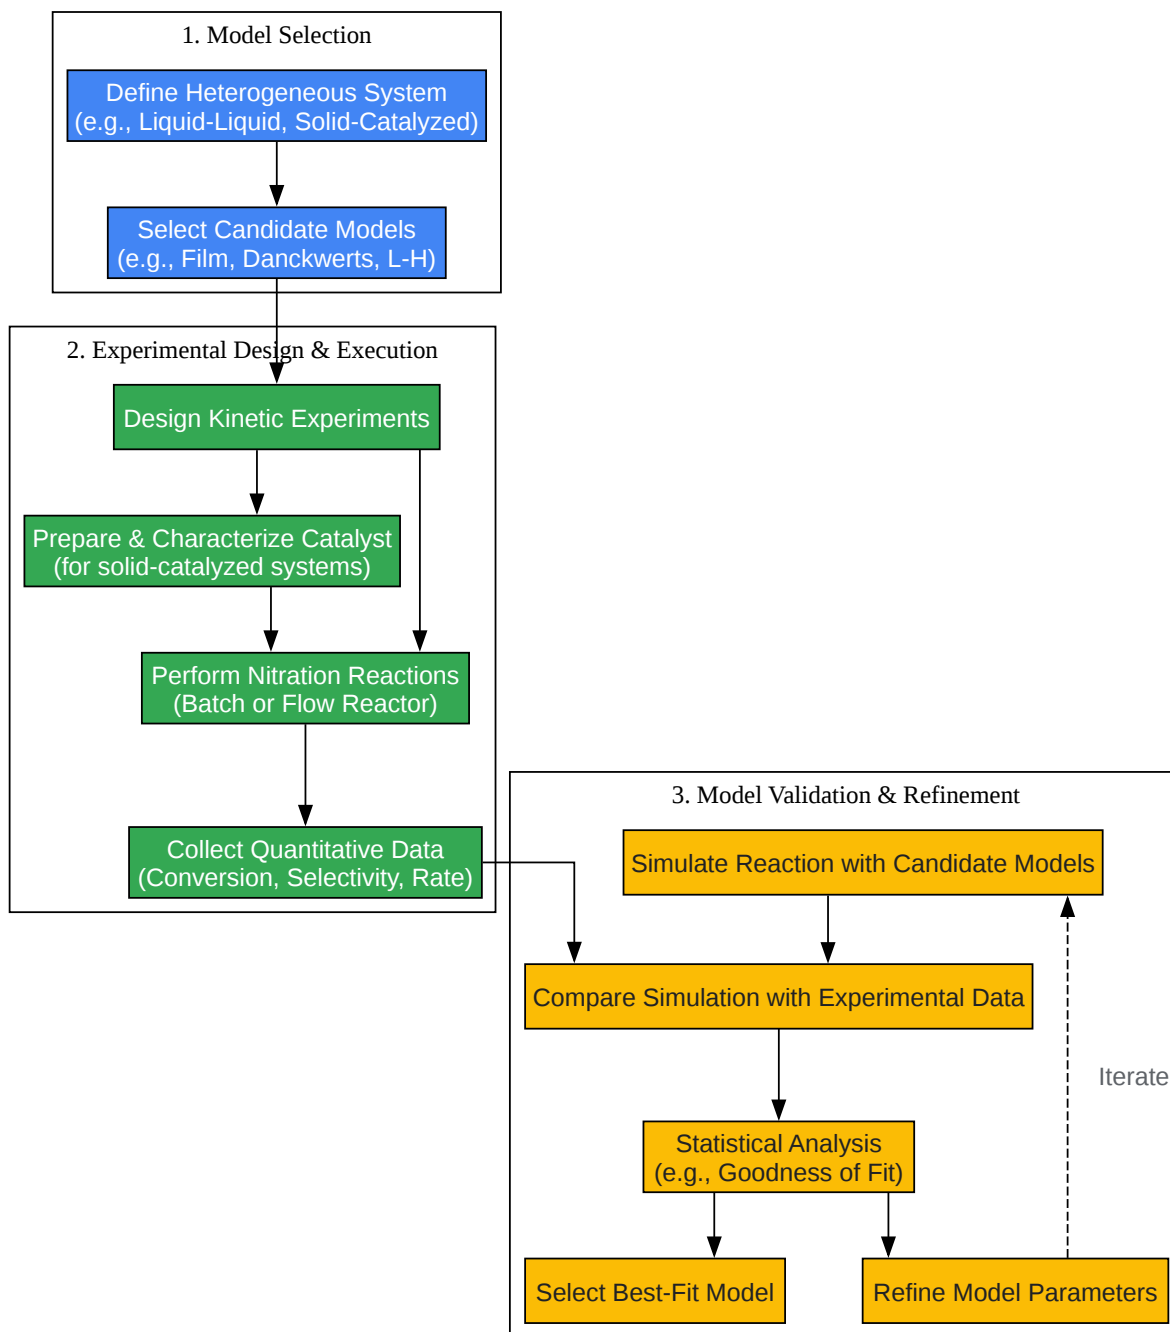 1. Model Selection
Define Heterogeneous System
(e.g., Liquid-Liquid, Solid-Catalyzed)
Select Candidate Models
(e.g., Film, Danckwerts, L-H)
2. Experimental Design & Execution
Design Kinetic Experiments
Prepare & Characterize Catalyst
(for solid-catalyzed systems)
Perform Nitration Reactions
(Batch or Flow Reactor)
Collect Quantitative Data
(Conversion, Selectivity, Rate)
3. Model Validation & Refinement
Simulate Reaction with Candidate Models
Compare Simulation with Experimental Data
Iterate
Statistical Analysis
(e.g., Goodness of Fit)
Select Best-Fit Model
Refine Model Parameters